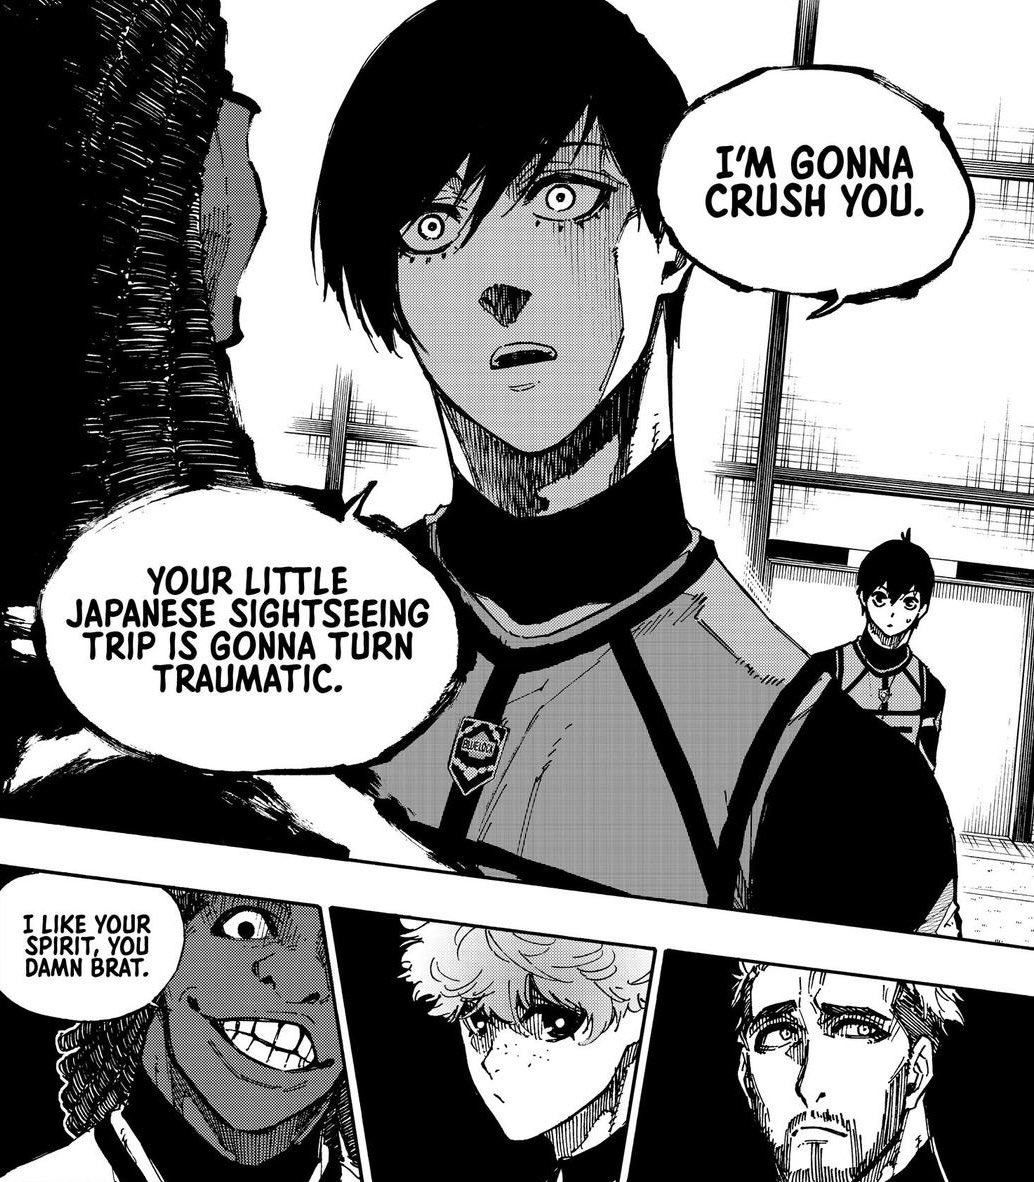 I'M GONNA
CRUSH YOU.
YOUR LITTLE
JAPANESE SIGHTSEEING
TRIP IS GONNA TURN
TRAUMATIC.
BLUELOCK
I LIKE YOUR
SPIRIT, YOU
DAMN BRAT.